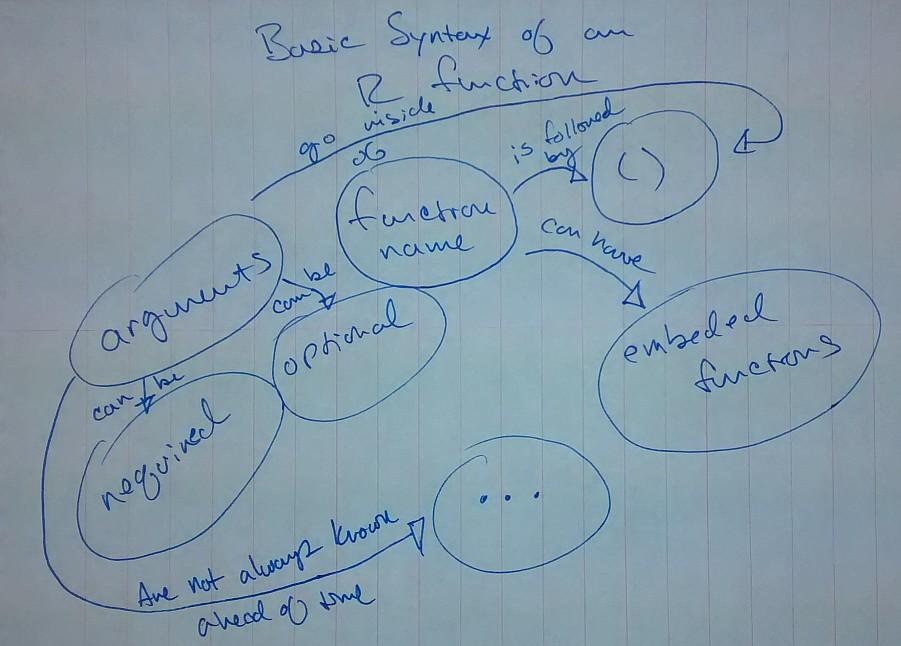 Basic Syntax of an
R function
go inside
of
is followed
by
( )
function
name
can have
arguments
can be
optional
embeded
functions
can be
required
. . .
Are not always known
ahead of time